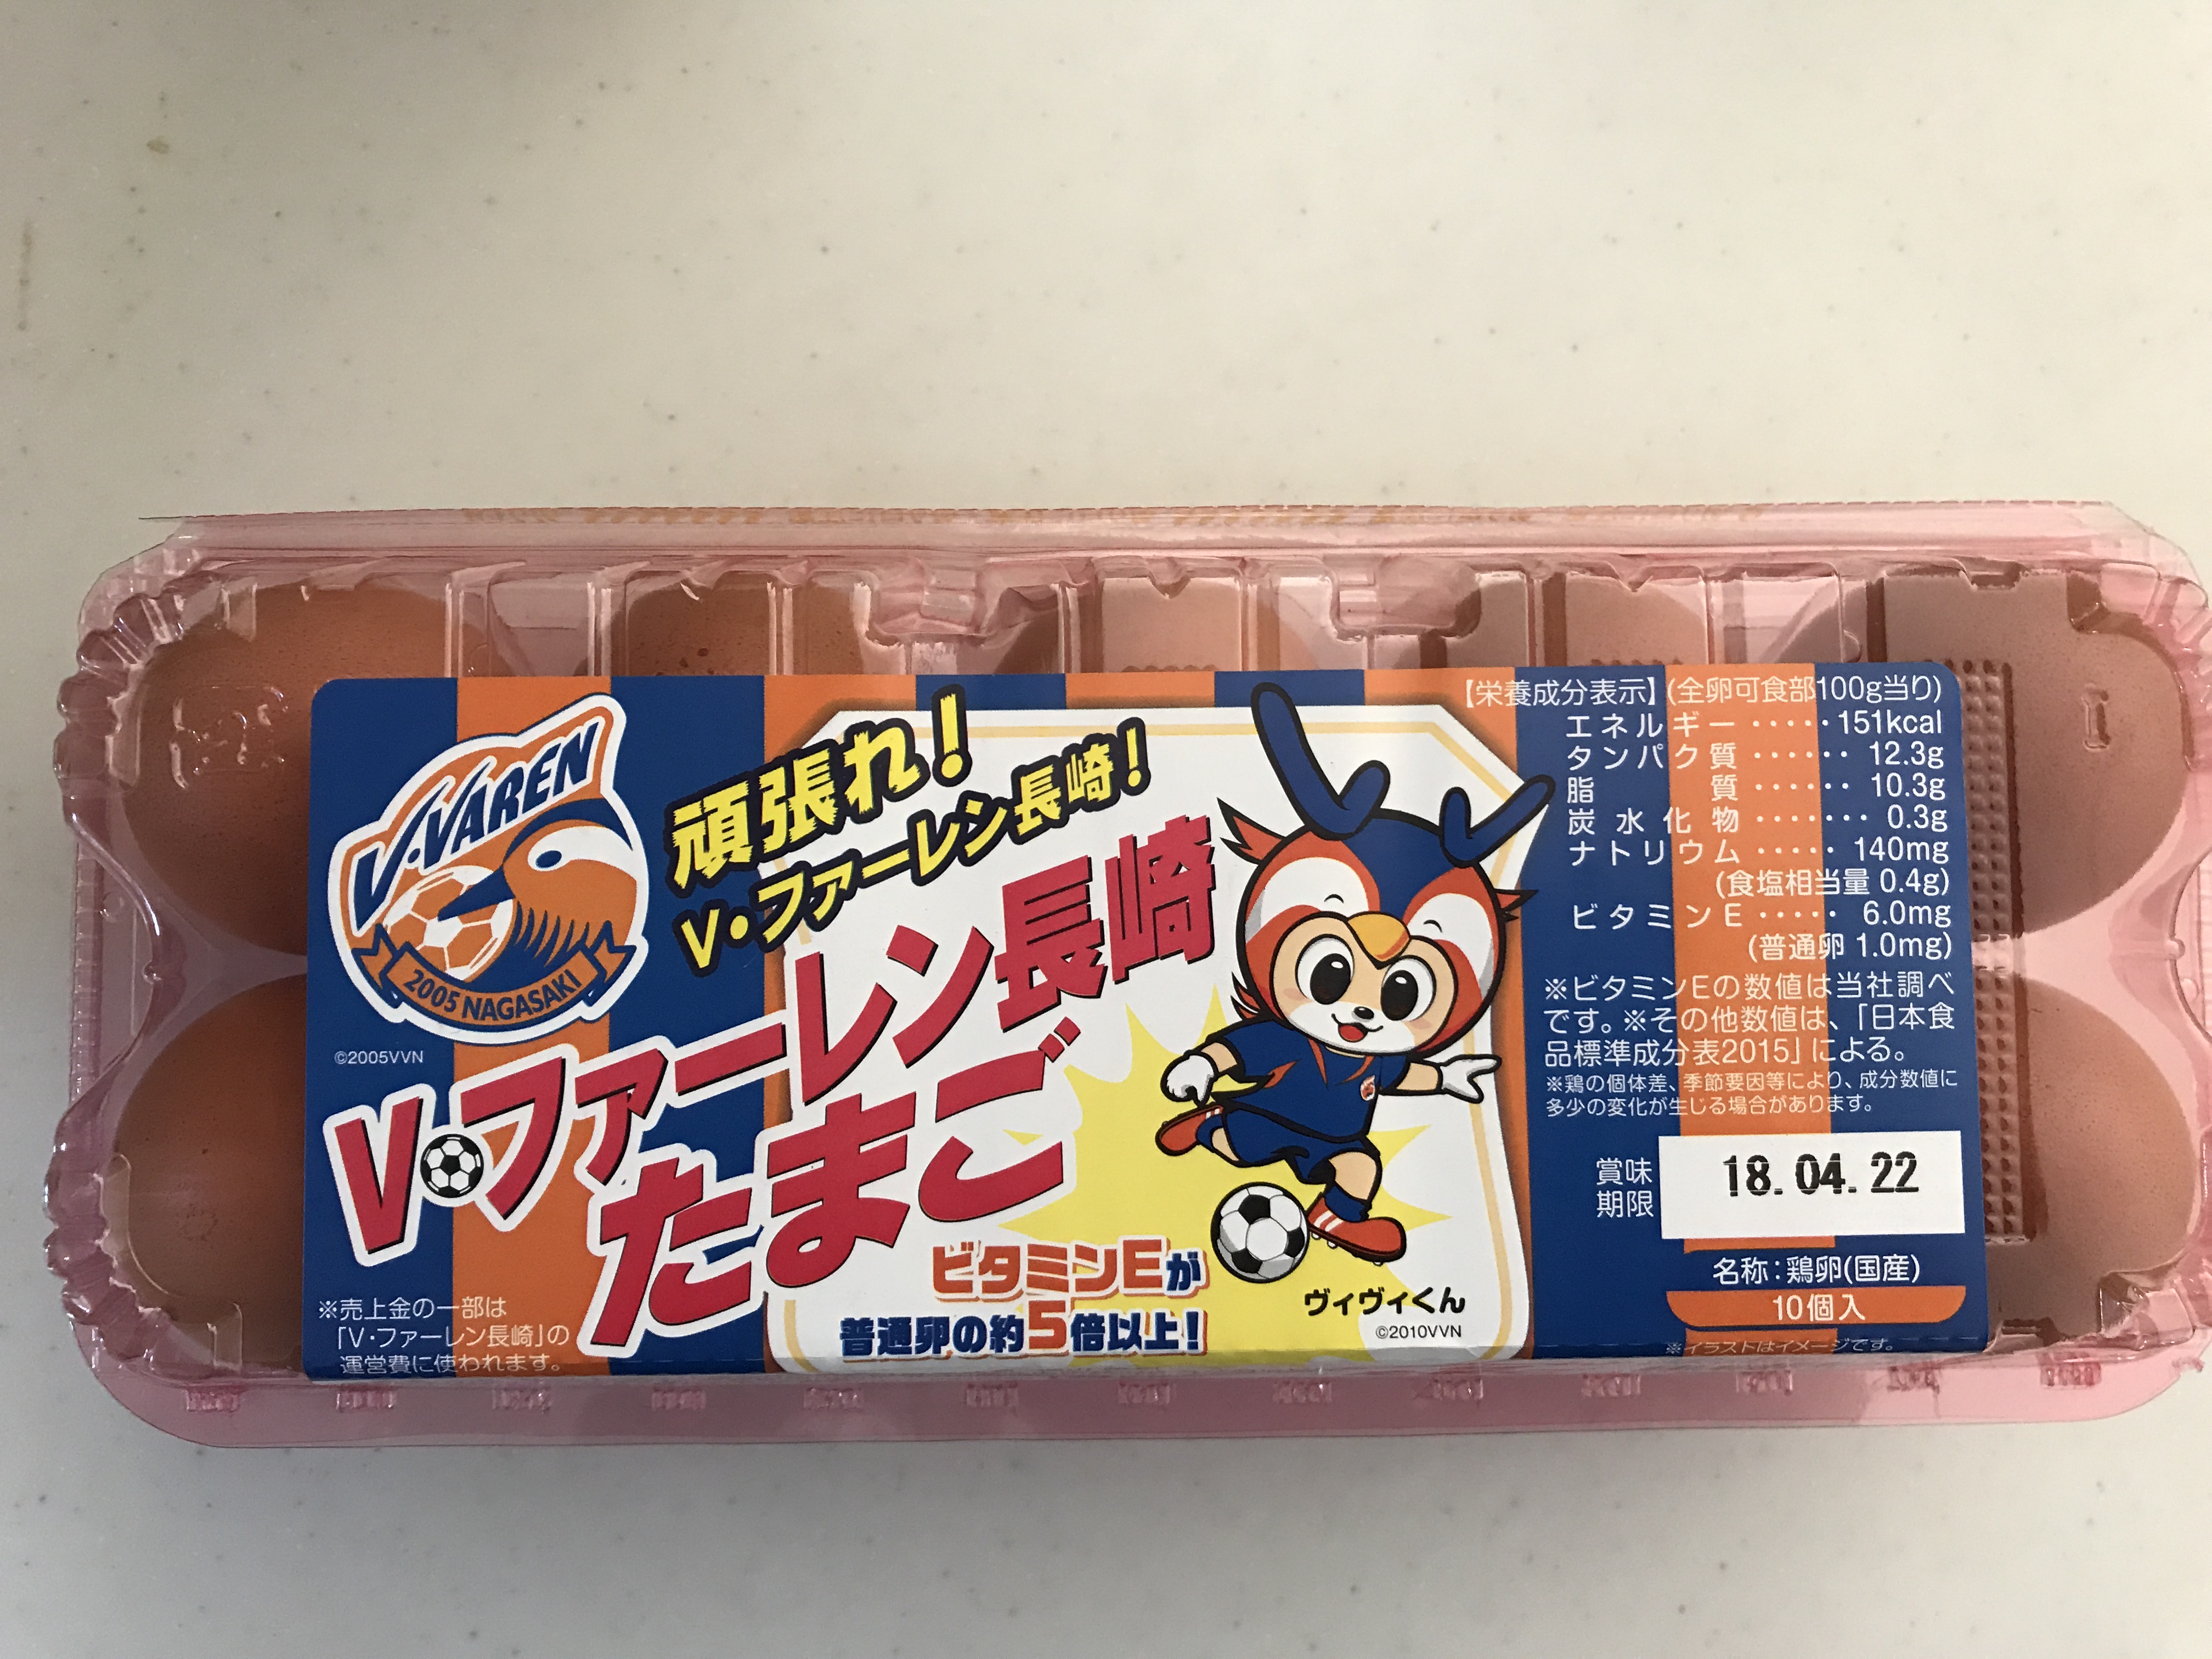 V・VAREN
2005 NAGASAKI
©2005VVN
頑張れ!
V・ファーレン長崎!
V・ファーレン長崎
たまご
ビタミンEが
普通卵の約5倍以上!
※売上金の一部は
「V・ファーレン長崎」の
運営費に使われます。
ヴィヴィくん
©2010VVN
【栄養成分表示】(全卵可食部100g当り)
エネルギー・・・・・151kcal
タンパク質・・・・・・12.3g
脂質・・・・・・10.3g
炭水化物・・・・・・・0.3g
ナトリウム・・・・・140mg
(食塩相当量 0.4g)
ビタミンE・・・・・6.0mg
(普通卵 1.0mg)
※ビタミンEの数値は当社調べ
です。※その他数値は、「日本食
品標準成分表2015」による。
※鶏の個体差、季節要因等により、成分数値に
多少の変化が生じる場合があります。
賞味
期限
18.04.22
名称:鶏卵(国産)
10個入
※イラストはイメージです。